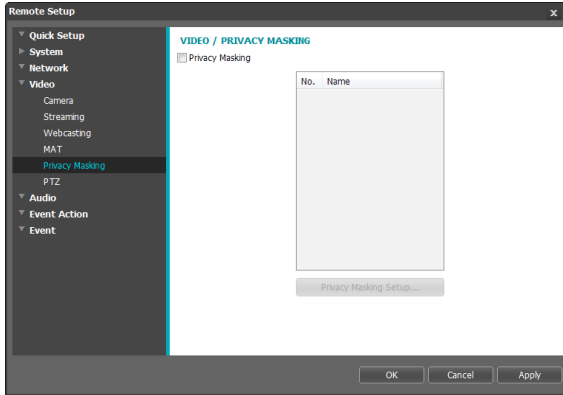 Remote Setup
x
Quick Setup
System
Network
Video
Camera
Streaming
Webcasting
MAT
Privacy Masking
PTZ
Audio
Event Action
Event
VIDEO / PRIVACY MASKING
Privacy Masking
No. Name
Privacy Masking Setup...
OK Cancel Apply